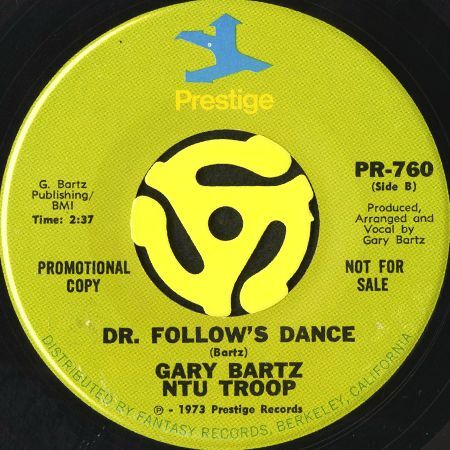 Prestige
G. Bartz
Publishing/
BMI
Time: 2:37
PR-760
(Side B)
Produced,
Arranged and
Vocal by
Gary Bartz
PROMOTIONAL
COPY
NOT FOR
SALE
DR. FOLLOW'S DANCE
(Bartz)
GARY BARTZ
NTU TROOP
℗ - 1973 Prestige Records
DISTRIBUTED BY FANTASY RECORDS, BERKELEY, CALIFORNIA